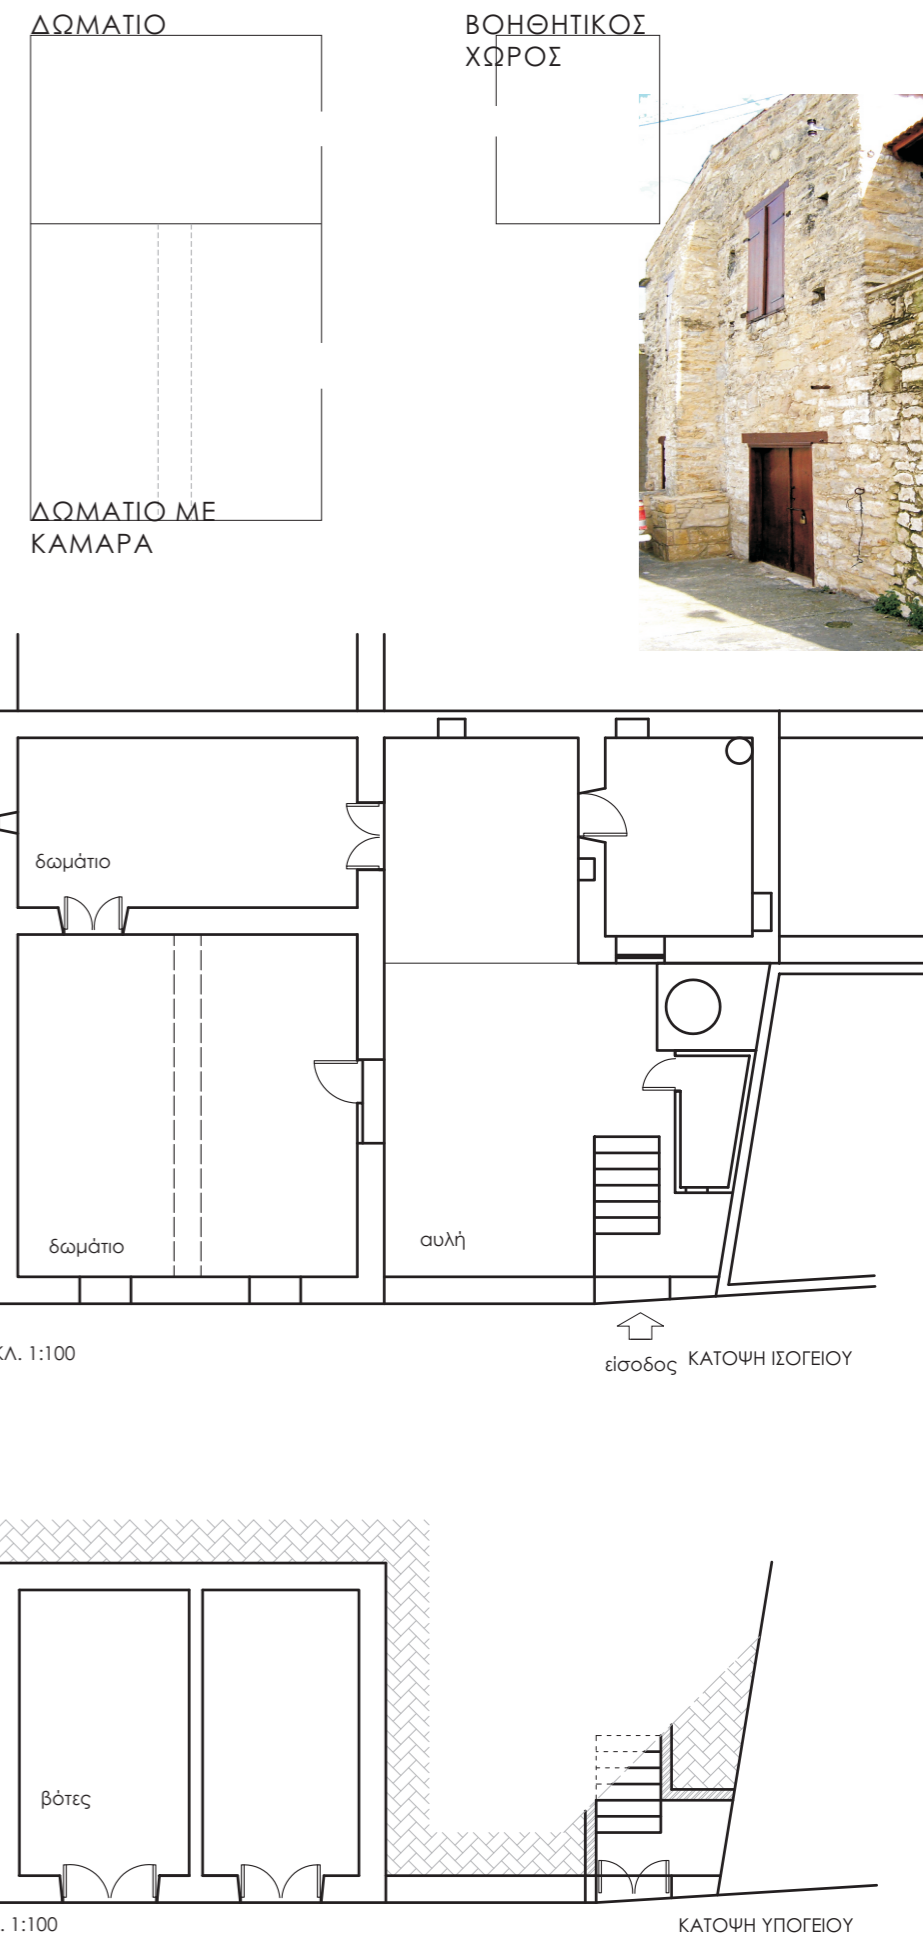 ΔΩΜΑΤΙΟ
ΒΟΗΘΗΤΙΚΟΣ
ΧΩΡΟΣ
ΔΩΜΑΤΙΟ ΜΕ
ΚΑΜΑΡΑ
δωμάτιο
δωμάτιο
αυλή
ΚΛ. 1:100
είσοδος
ΚΑΤΟΨΗ ΙΣΟΓΕΙΟΥ
βότες
. 1:100
ΚΑΤΟΨΗ ΥΠΟΓΕΙΟΥ